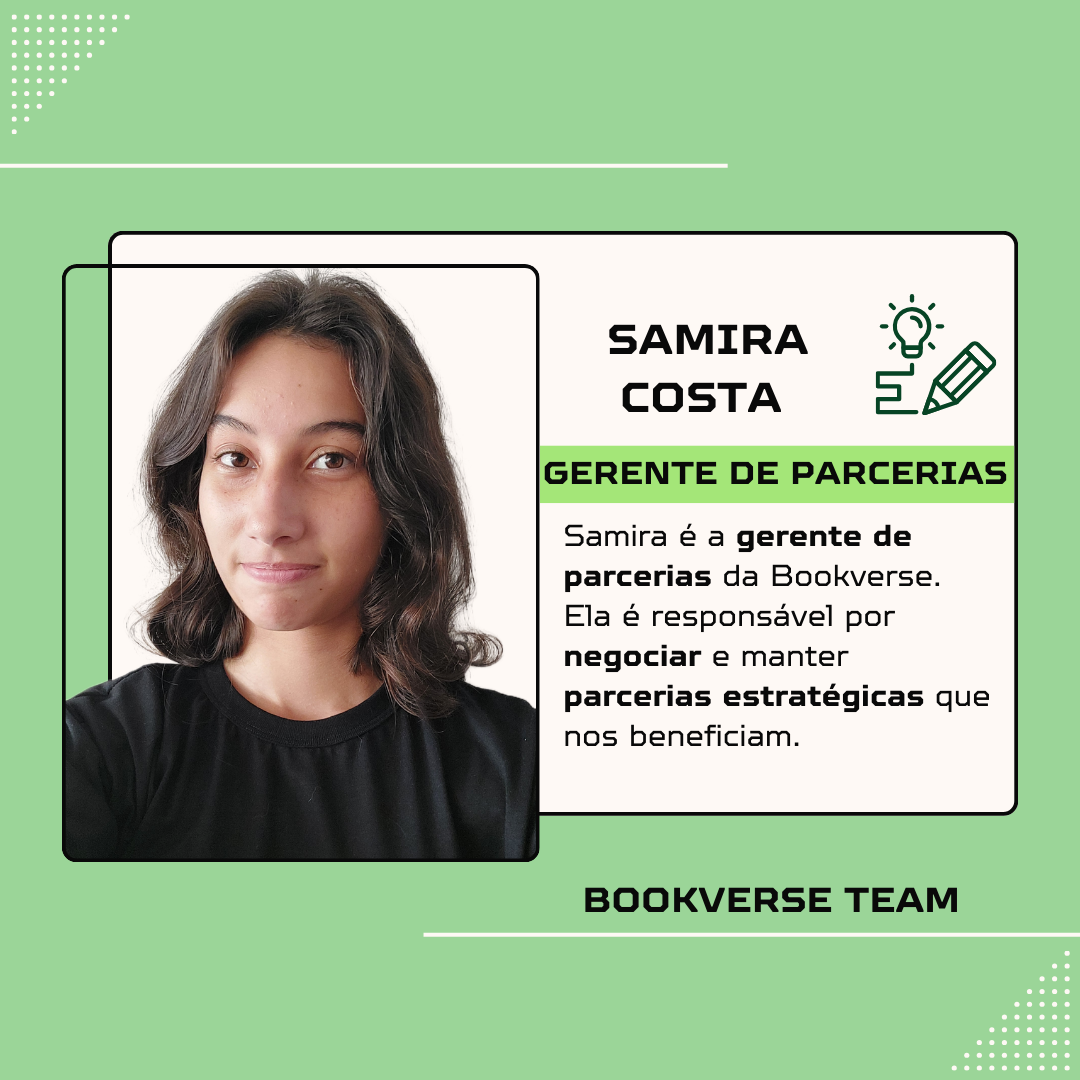 SAMIRA
COSTA
GERENTE DE PARCERIAS
Samira é a gerente de
parcerias da Bookverse.
Ela é responsável por
negociar e manter
parcerias estratégicas que
nos beneficiam.
BOOKVERSE TEAM